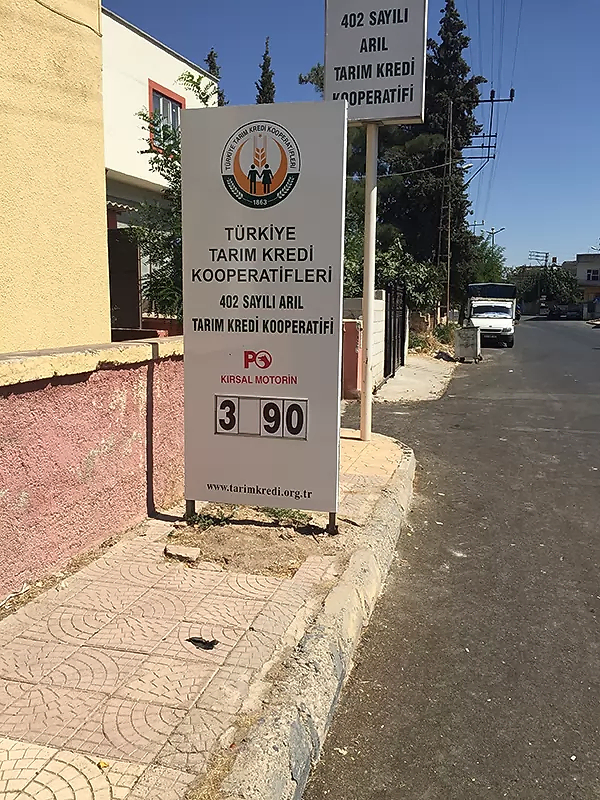 402 SAYILI
ARIL
TARIM KREDİ
KOOPERATİFİ
TÜRKİYE TARIM KREDİ KOOPERATİFLERİ
1863
TÜRKİYE
TARIM KREDİ
KOOPERATİFLERİ
402 SAYILI ARIL
TARIM KREDİ KOOPERATİFİ
PO
KIRSAL MOTORİN
3 90
www.tarimkredi.org.tr